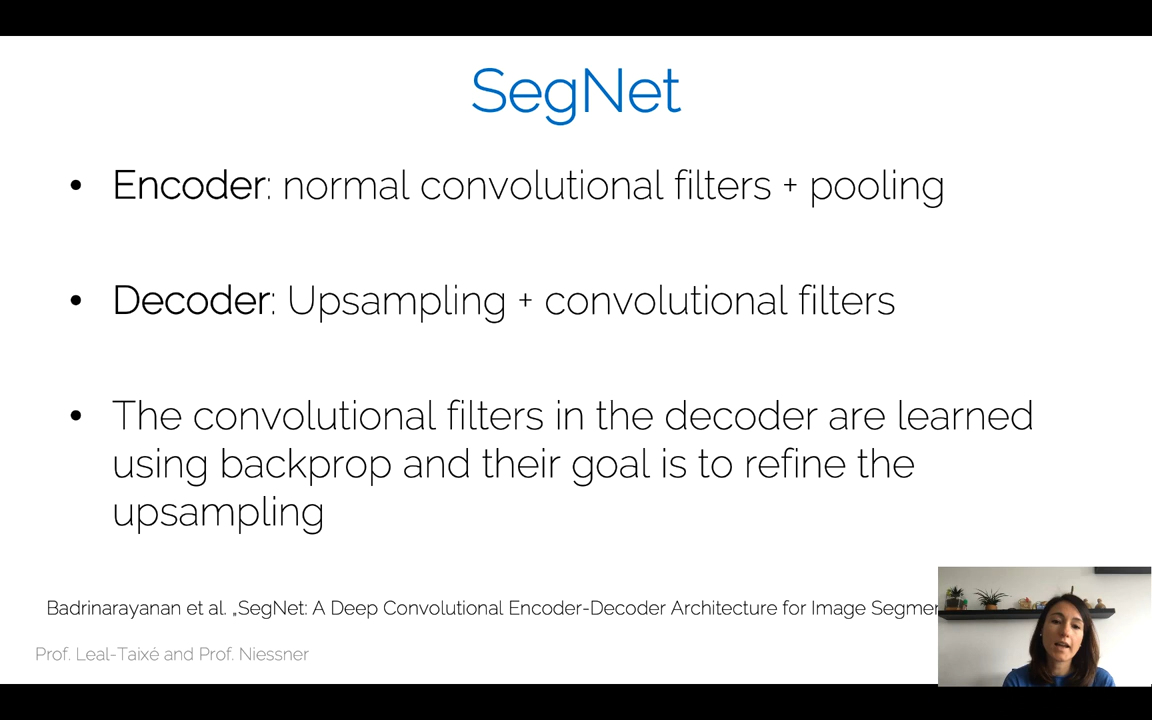 SegNet
• Encoder: normal convolutional filters + pooling
• Decoder: Upsampling + convolutional filters
• The convolutional filters in the decoder are learned
using backprop and their goal is to refine the
upsampling
Badrinarayanan et al. „SegNet: A Deep Convolutional Encoder-Decoder Architecture for Image
Prof. Leal-Taixé and Prof. Niessner